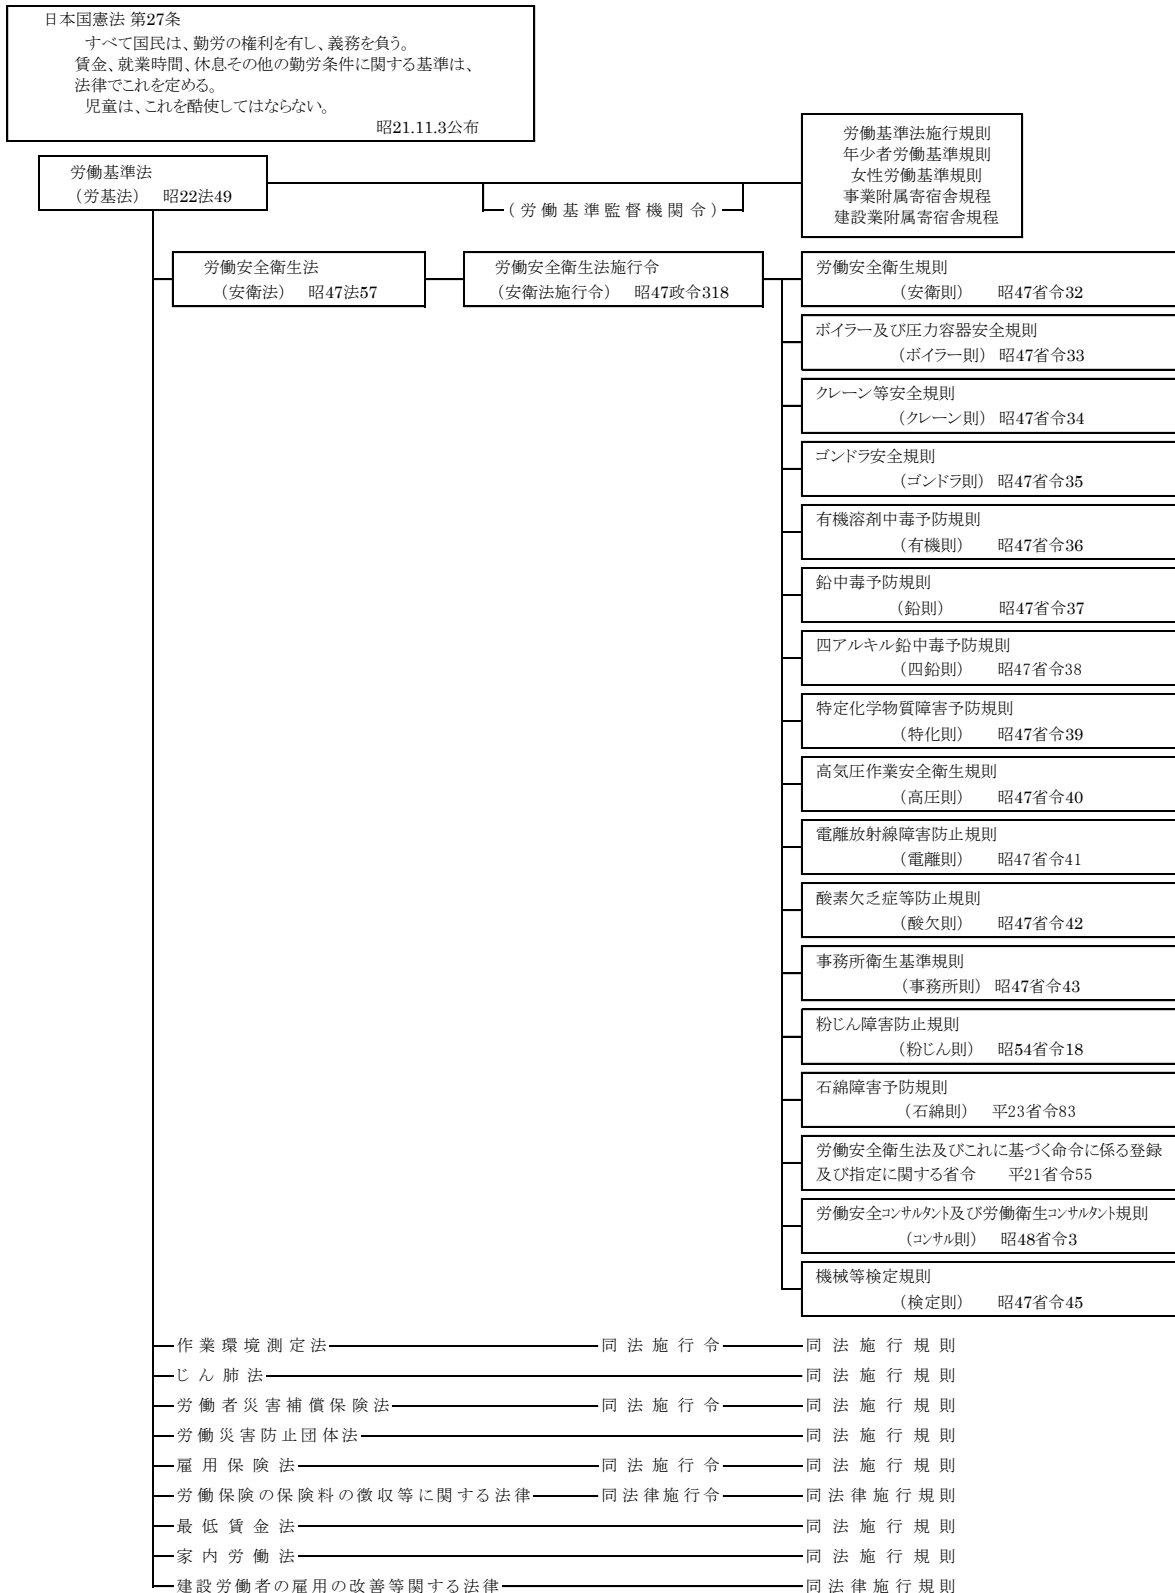 日本国憲法 第27条
すべて国民は、勤労の権利を有し、義務を負う。
賃金、就業時間、休息その他の勤労条件に関する基準は、
法律でこれを定める。
児童は、これを酷使してはならない。
昭21.11.3公布
労働基準法
（労基法） 昭22法49
（労働基準監督機関令）
労働基準法施行規則
年少者労働基準規則
女性労働基準規則
事業附属寄宿舎規程
建設業附属寄宿舎規程
労働安全衛生法
（安衛法） 昭47法57
労働安全衛生法施行令
（安衛法施行令） 昭47政令318
労働安全衛生規則
（安衛則） 昭47省令32
ボイラー及び圧力容器安全規則
（ボイラー則） 昭47省令33
クレーン等安全規則
（クレーン則） 昭47省令34
ゴンドラ安全規則
（ゴンドラ則） 昭47省令35
有機溶剤中毒予防規則
（有機則） 昭47省令36
鉛中毒予防規則
（鉛則） 昭47省令37
四アルキル鉛中毒予防規則
（四鉛則） 昭47省令38
特定化学物質障害予防規則
（特化則） 昭47省令39
高気圧作業安全衛生規則
（高圧則） 昭47省令40
電離放射線障害防止規則
（電離則） 昭47省令41
酸素欠乏症等防止規則
（酸欠則） 昭47省令42
事務所衛生基準規則
（事務所則） 昭47省令43
粉じん障害防止規則
（粉じん則） 昭54省令18
石綿障害予防規則
（石綿則） 平23省令83
労働安全衛生法及びこれに基づく命令に係る登録
及び指定に関する省令 平21省令55
労働安全コンサルタント及び労働衛生コンサルタント規則
（コンサル則） 昭48省令3
機械等検定規則
（検定則） 昭47省令45
作業環境測定法 同法施行令 同法施行規則
じん肺法 同法施行規則
労働者災害補償保険法 同法施行令 同法施行規則
労働災害防止団体法 同法施行規則
雇用保険法 同法施行令 同法施行規則
労働保険の保険料の徴収等に関する法律 同法律施行令 同法律施行規則
最低賃金法 同法施行規則
家内労働法 同法施行規則
建設労働者の雇用の改善等関する法律 同法律施行規則